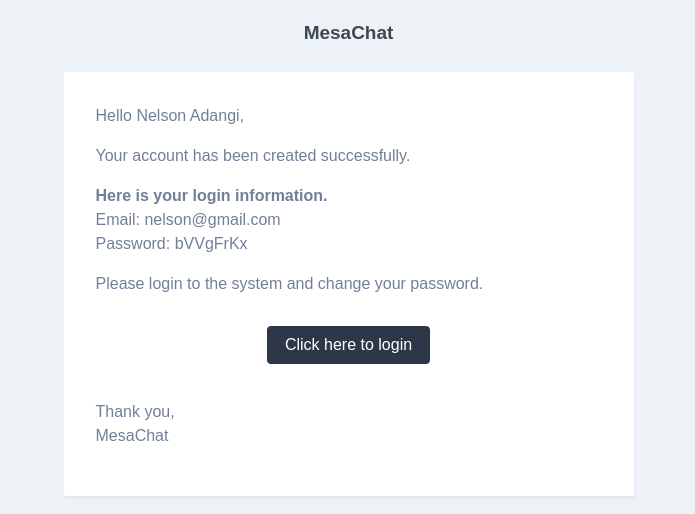 MesaChat
Hello Nelson Adangi,
Your account has been created successfully.
Here is your login information.
Email: nelson@gmail.com
Password: bVVgFrKx
Please login to the system and change your password.
Click here to login
Thank you,
MesaChat